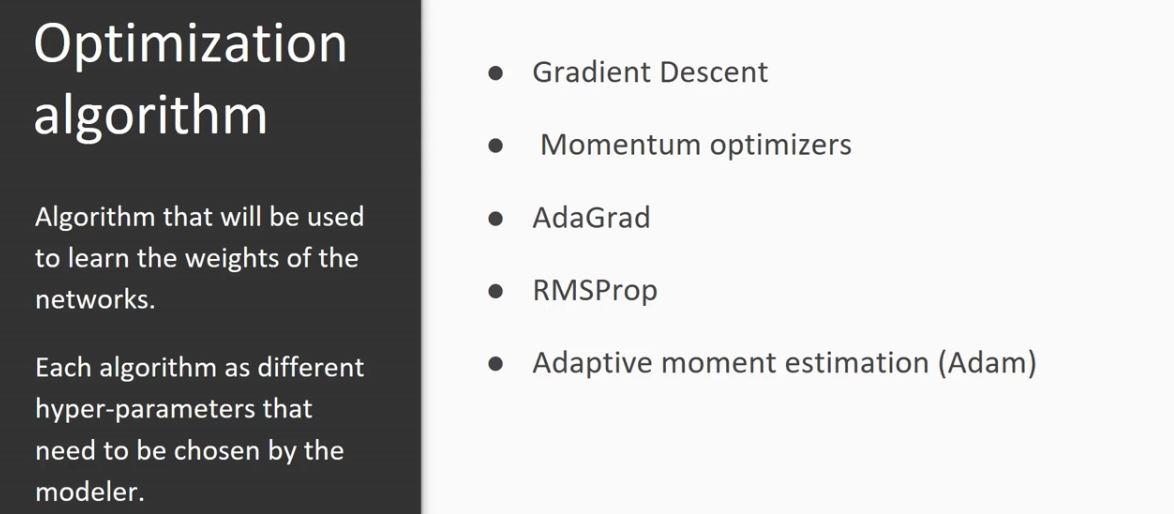 Optimization
algorithm
Algorithm that will be used
to learn the weights of the
networks.
Each algorithm as different
hyper-parameters that
need to be chosen by the
modeler.
● Gradient Descent
● Momentum optimizers
● AdaGrad
● RMSProp
● Adaptive moment estimation (Adam)